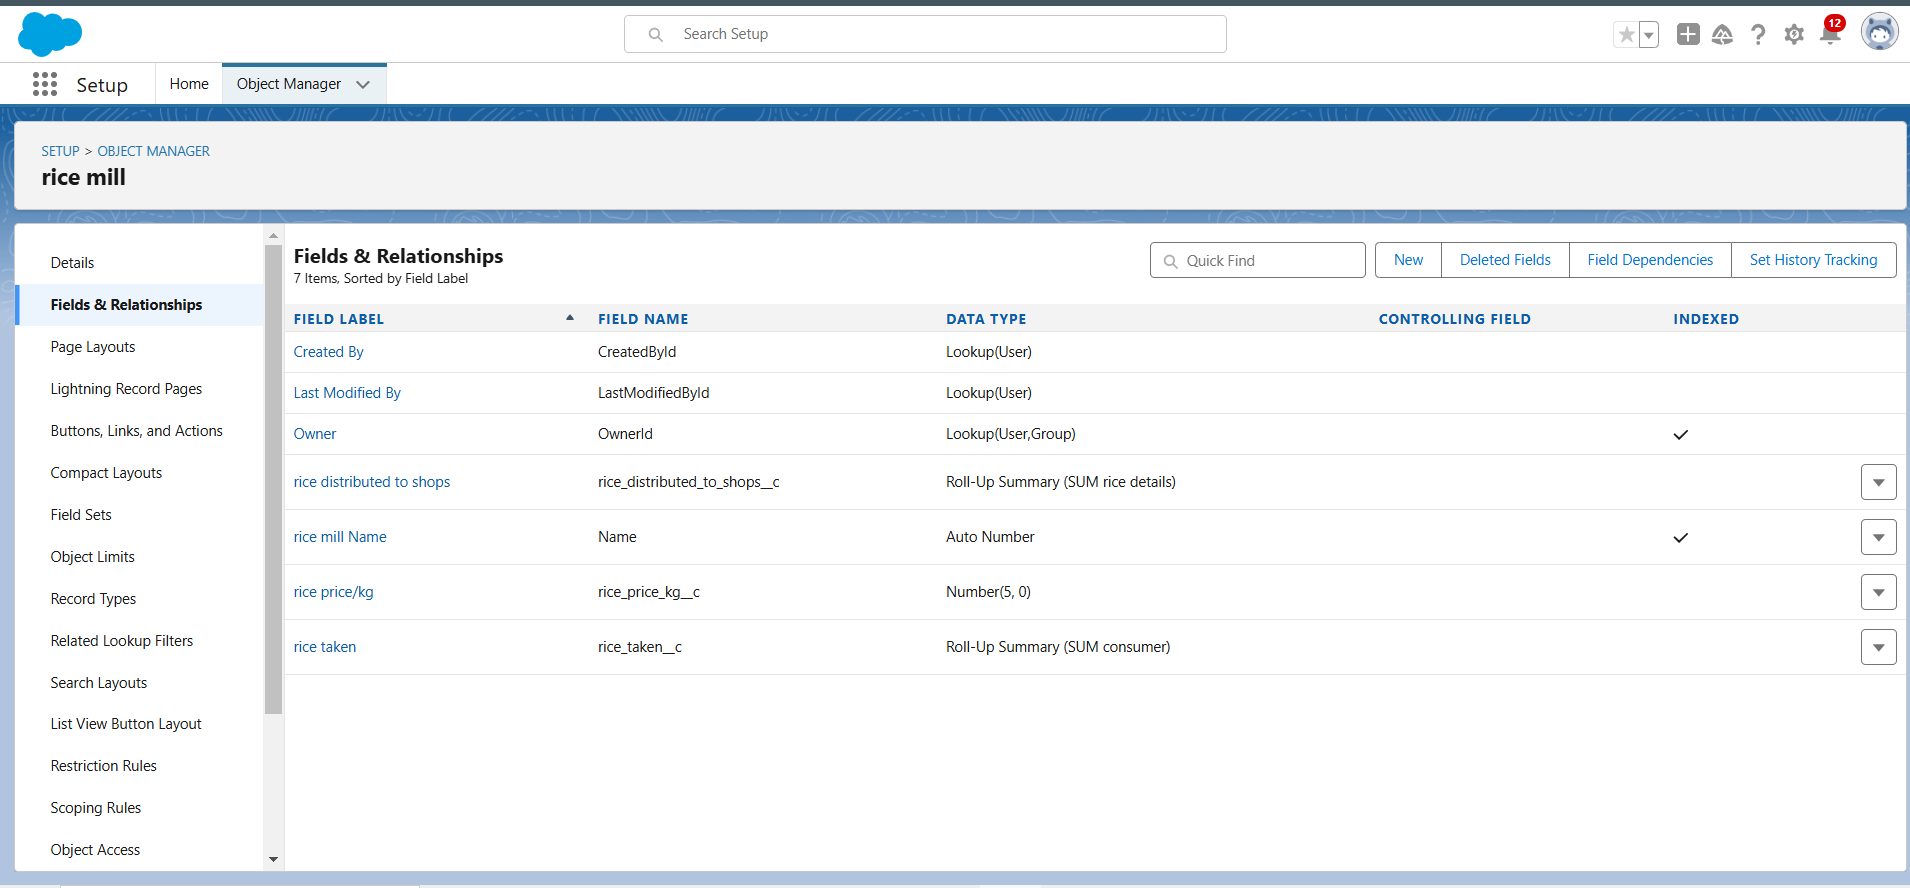 Search Setup
12
Setup
Home
Object Manager
SETUP > OBJECT MANAGER
rice mill
Details
Fields & Relationships
Page Layouts
Lightning Record Pages
Buttons, Links, and Actions
Compact Layouts
Field Sets
Object Limits
Record Types
Related Lookup Filters
Search Layouts
List View Button Layout
Restriction Rules
Scoping Rules
Object Access
Fields & Relationships
7 Items, Sorted by Field Label
Quick Find
New
Deleted Fields
Field Dependencies
Set History Tracking
FIELD LABEL FIELD NAME DATA TYPE CONTROLLING FIELD INDEXED
Created By CreatedById Lookup(User)
Last Modified By LastModifiedById Lookup(User)
Owner OwnerId Lookup(User,Group)
rice distributed to shops rice_distributed_to_shops__c Roll-Up Summary (SUM rice details)
rice mill Name Name Auto Number
rice price/kg rice_price_kg__c Number(5, 0)
rice taken rice_taken__c Roll-Up Summary (SUM consumer)